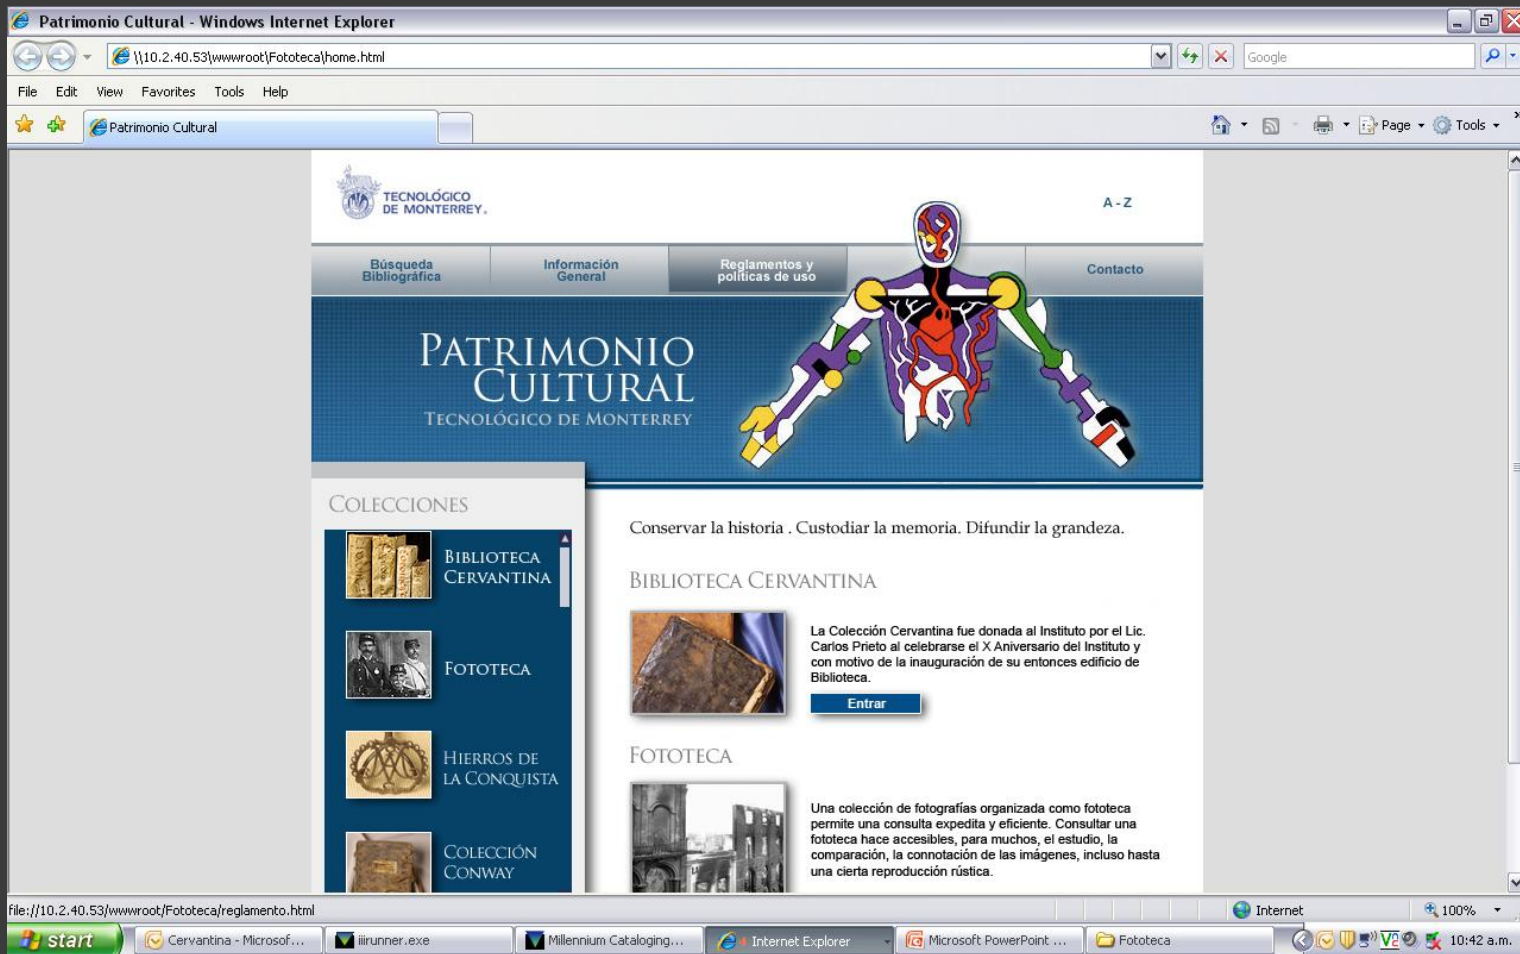 Patrimonio Cultural - Windows Internet Explorer
\\10.2.40.53\wwwroot\Fototeca\home.html
Google
File Edit View Favorites Tools Help
Patrimonio Cultural
Page Tools
TECNOLÓGICO
DE MONTERREY®
A - Z
Búsqueda
Bibliográfica
Información
General
Reglamentos y
políticas de uso
Contacto
PATRIMONIO
CULTURAL
TECNOLÓGICO DE MONTERREY
COLECCIONES
BIBLIOTECA
CERVANTINA
FOTOTECA
HIERROS DE
LA CONQUISTA
COLECCIÓN
CONWAY
Conservar la historia . Custodiar la memoria. Difundir la grandeza.
BIBLIOTECA CERVANTINA
La Colección Cervantina fue donada al Instituto por el Lic.
Carlos Prieto al celebrarse el X Aniversario del Instituto y
con motivo de la inauguración de su entonces edificio de
Biblioteca.
Entrar
FOTOTECA
Una colección de fotografías organizada como fototeca
permite una consulta expedita y eficiente. Consultar una
fototeca hace accesibles, para muchos, el estudio, la
comparación, la connotación de las imágenes, incluso hasta
una cierta reproducción rústica.
file://10.2.40.53/wwwroot/Fototeca/reglamento.html
Internet
100%
start
Cervantina - Microsof...
iiirunner.exe
Millennium Cataloging...
4 Internet Explorer
Microsoft PowerPoint ...
Fototeca
10:42 a.m.